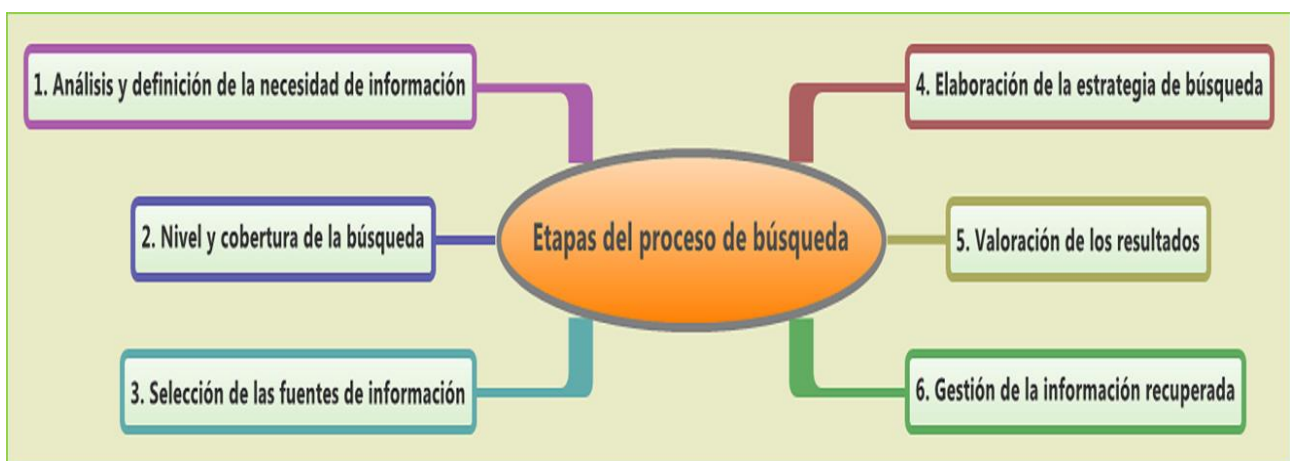 1. Análisis y definición de la necesidad de información
2. Nivel y cobertura de la búsqueda
3. Selección de las fuentes de información
Etapas del proceso de búsqueda
4. Elaboración de la estrategia de búsqueda
5. Valoración de los resultados
6. Gestión de la información recuperada